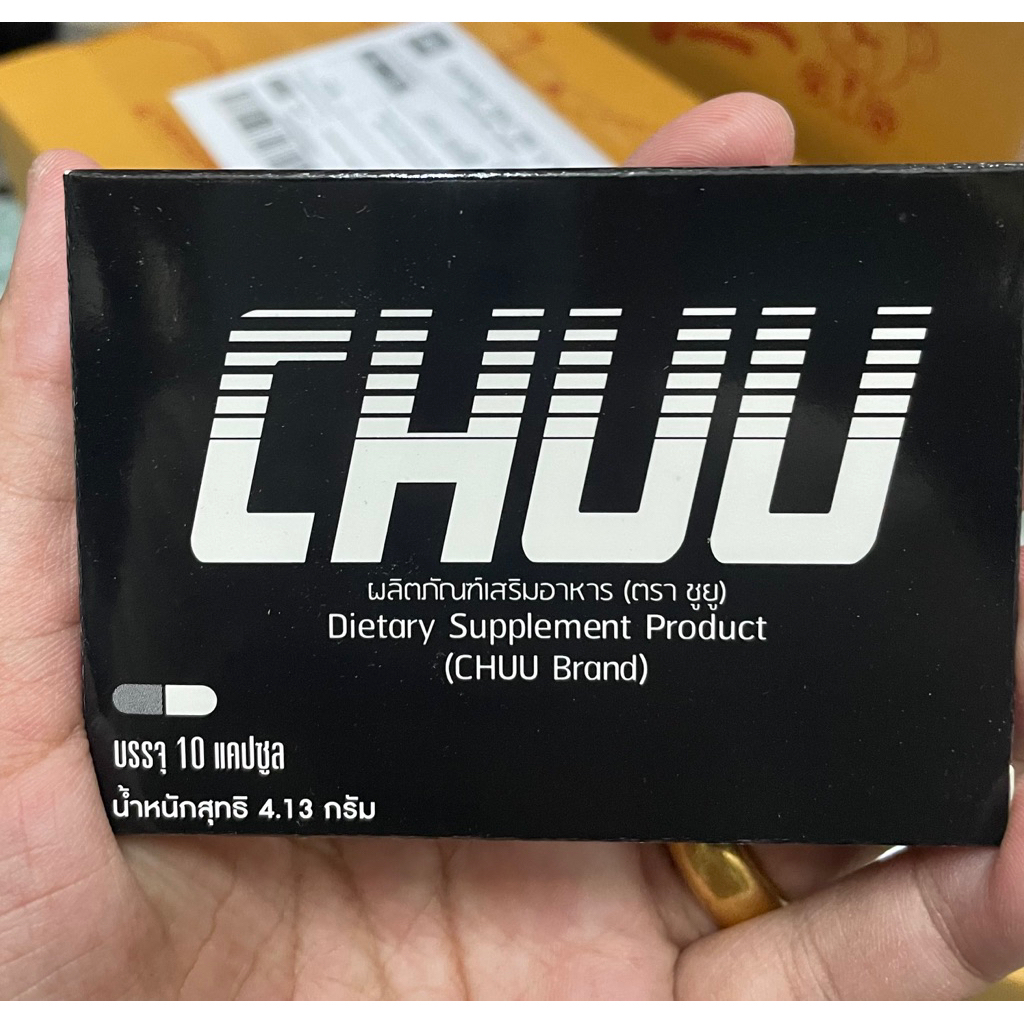 CHUU
ผลิตภัณฑ์เสริมอาหาร (ตรา ชูยู)
Dietary Supplement Product
(CHUU Brand)
บรรจุ 10 แคปซูล
น้ำหนักสุทธิ 4.13 กรัม